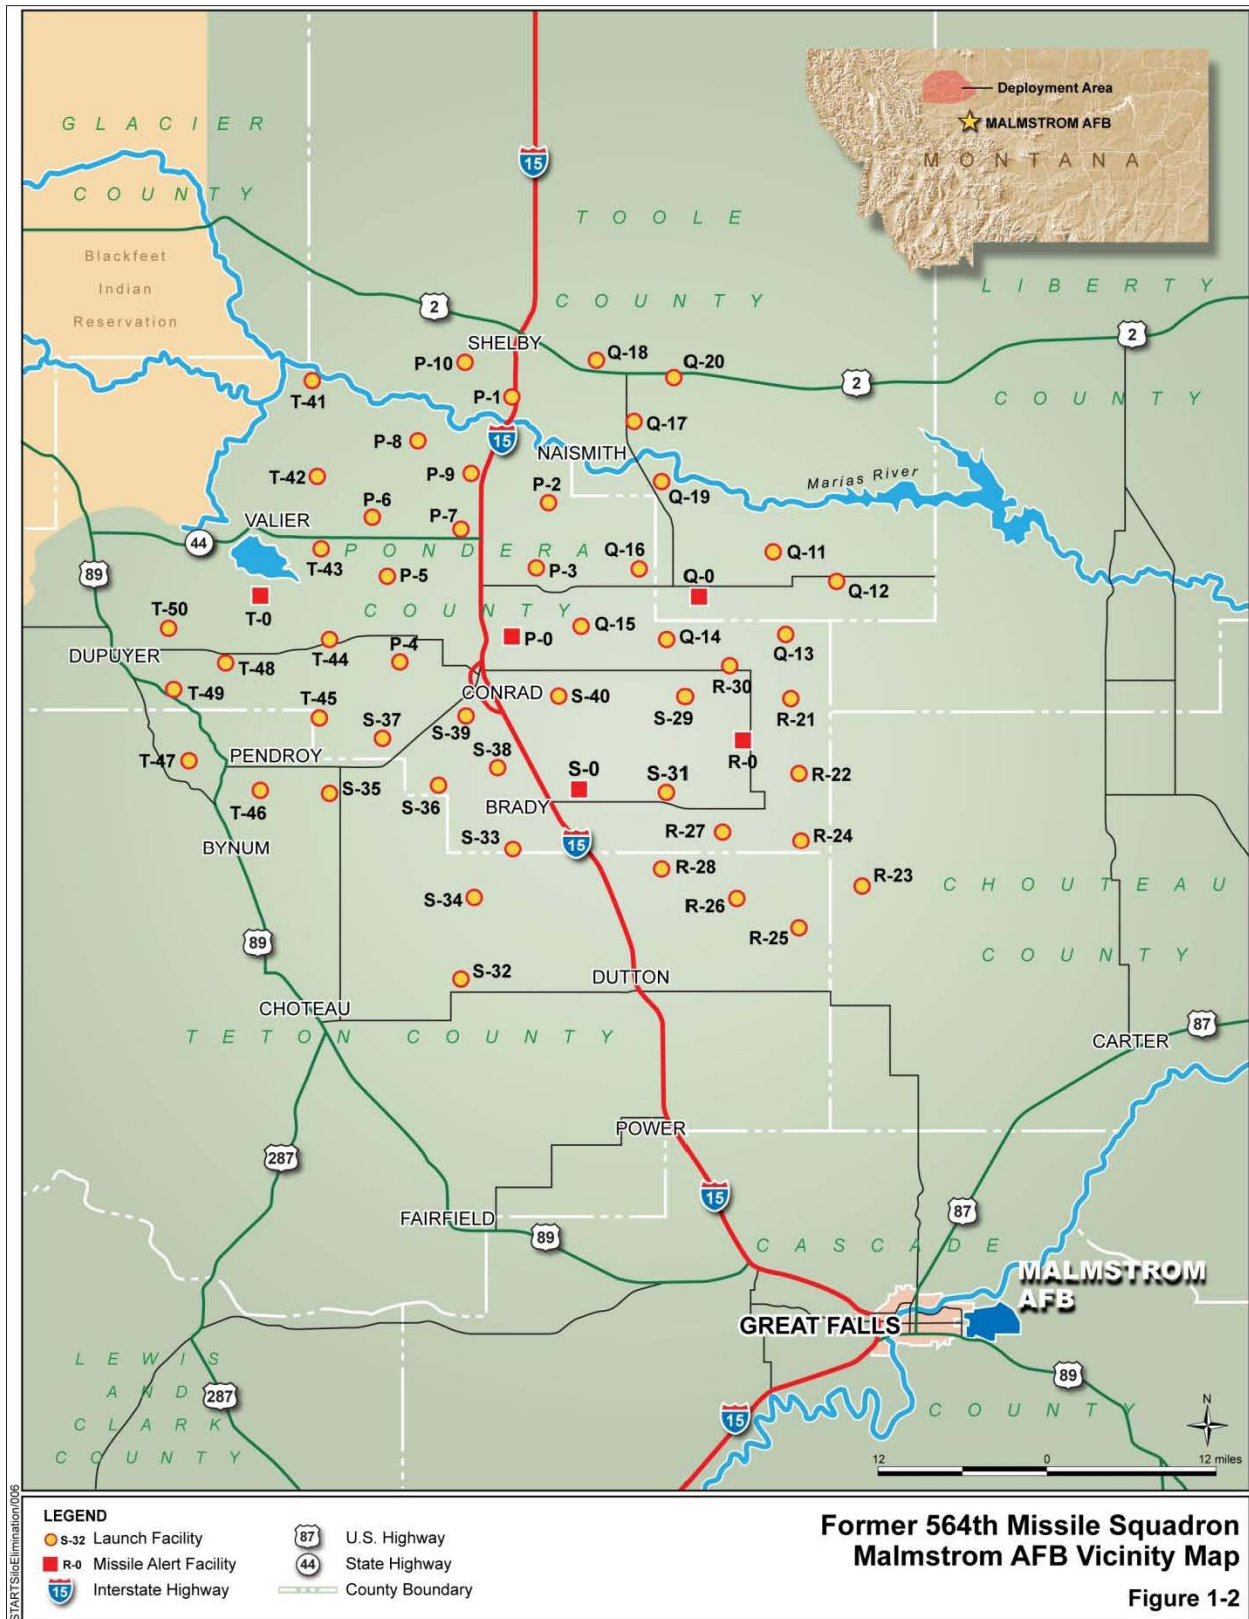 GLACIER
COUNTY
Blackfeet
Indian
Reservation
15
TOOLE
COUNTY
Deployment Area
MALMSTROM AFB
MONTANA
LIBERTY
COUNTY
2
2
2
SHELBY
P-10
Q-18
Q-20
T-41
P-1
Q-17
P-8
15
NAISMITH
T-42
P-9
P-2
Q-19
Marias River
P-6
VALIER
P-7
44
T-43
PONDERA
COUNTY
P-5
P-3
Q-16
Q-11
Q-0
Q-12
89
T-0
T-50
P-0
Q-15
Q-14
Q-13
DUPUYER
T-48
T-44
P-4
R-30
T-49
CONRAD
S-40
S-29
R-21
T-45
S-37
S-39
S-38
R-0
T-47
PENDROY
S-0
S-31
R-22
T-46
S-35
S-36
BRADY
BYNUM
S-33
15
R-27
R-24
R-28
R-23
S-34
R-26
R-25
CHOUTEAU
COUNTY
89
S-32
DUTTON
CHOTEAU
TETON COUNTY
87
CARTER
POWER
287
15
87
FAIRFIELD
89
CASCADE
COUNTY
MALMSTROM
AFB
GREAT FALLS
LEWIS
AND
CLARK
COUNTY
287
89
15
N
12 0 12 miles
STARTSiloElimination/006
LEGEND
S-32 Launch Facility
R-0 Missile Alert Facility
15 Interstate Highway
87 U.S. Highway
44 State Highway
County Boundary
Former 564th Missile Squadron
Malmstrom AFB Vicinity Map
Figure 1-2